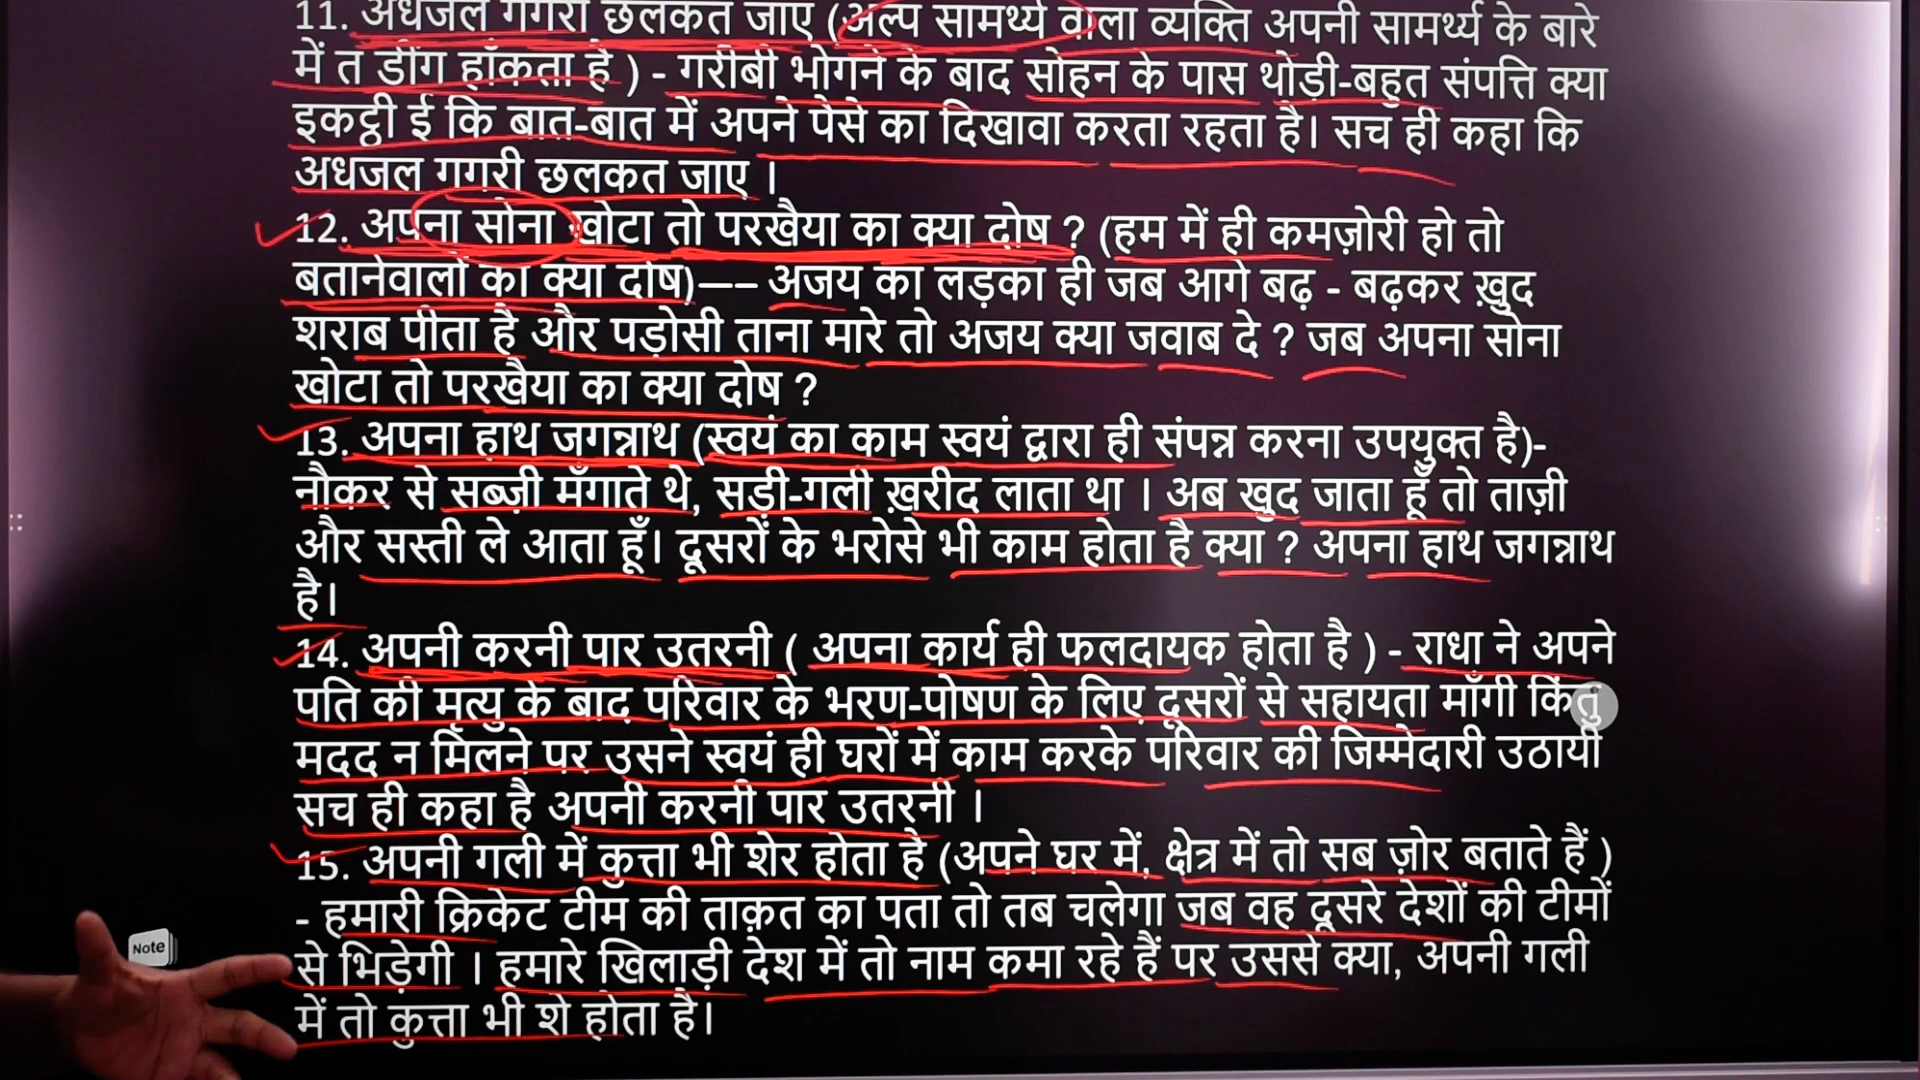 11. अधजल गगरी छलकत जाए (अल्प सामर्थ्य वाला व्यक्ति अपनी सामर्थ्य के बारे
में त डींग हाँकता है ) - गरीबी भोगने के बाद सोहन के पास थोड़ी-बहुत संपत्ति क्या
इकट्ठी ई कि बात-बात में अपने पैसे का दिखावा करता रहता है। सच ही कहा कि
अधजल गगरी छलकत जाए ।
12. अपना सोना खोटा तो परखैया का क्या दोष ? (हम में ही कमज़ोरी हो तो
बतानेवालों का क्या दोष)–– अजय का लड़का ही जब आगे बढ़ - बढ़कर ख़ुद
शराब पीता है और पड़ोसी ताना मारे तो अजय क्या जवाब दे ? जब अपना सोना
खोटा तो परखैया का क्या दोष ?
13. अपना हाथ जगन्नाथ (स्वयं का काम स्वयं द्वारा ही संपन्न करना उपयुक्त है)-
नौकर से सब्ज़ी मँगाते थे, सड़ी-गली ख़रीद लाता था । अब खुद जाता हूँ तो ताज़ी
और सस्ती ले आता हूँ। दूसरों के भरोसे भी काम होता है क्या ? अपना हाथ जगन्नाथ
है।
14. अपनी करनी पार उतरनी ( अपना कार्य ही फलदायक होता है ) - राधा ने अपने
पति की मृत्यु के बाद परिवार के भरण-पोषण के लिए दूसरों से सहायता माँगी किंतु
मदद न मिलने पर उसने स्वयं ही घरों में काम करके परिवार की जिम्मेदारी उठायी
सच ही कहा है अपनी करनी पार उतरनी ।
15. अपनी गली में कुत्ता भी शेर होता है (अपने घर में, क्षेत्र में तो सब ज़ोर बताते हैं )
- हमारी क्रिकेट टीम की ताक़त का पता तो तब चलेगा जब वह दूसरे देशों की टीमों
से भिड़ेगी । हमारे खिलाड़ी देश में तो नाम कमा रहे हैं पर उससे क्या, अपनी गली
में तो कुत्ता भी शे होता है।
Note